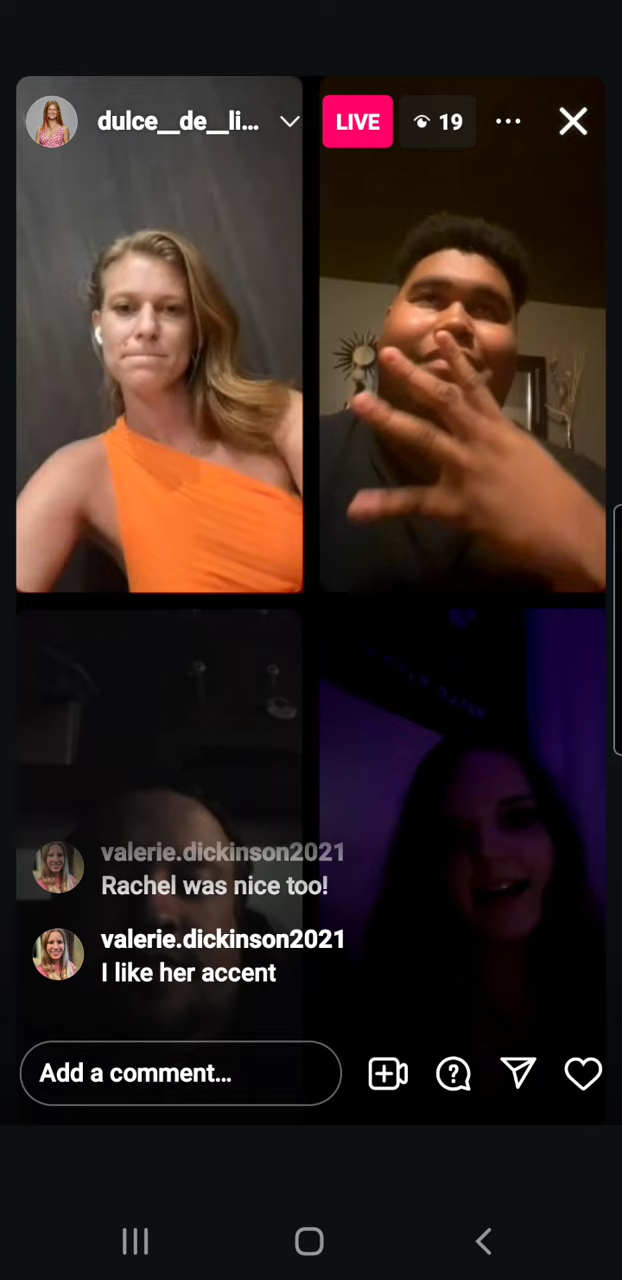 dulce__de__li...
LIVE
19
valerie.dickinson2021
Rachel was nice too!
valerie.dickinson2021
I like her accent
Add a comment...